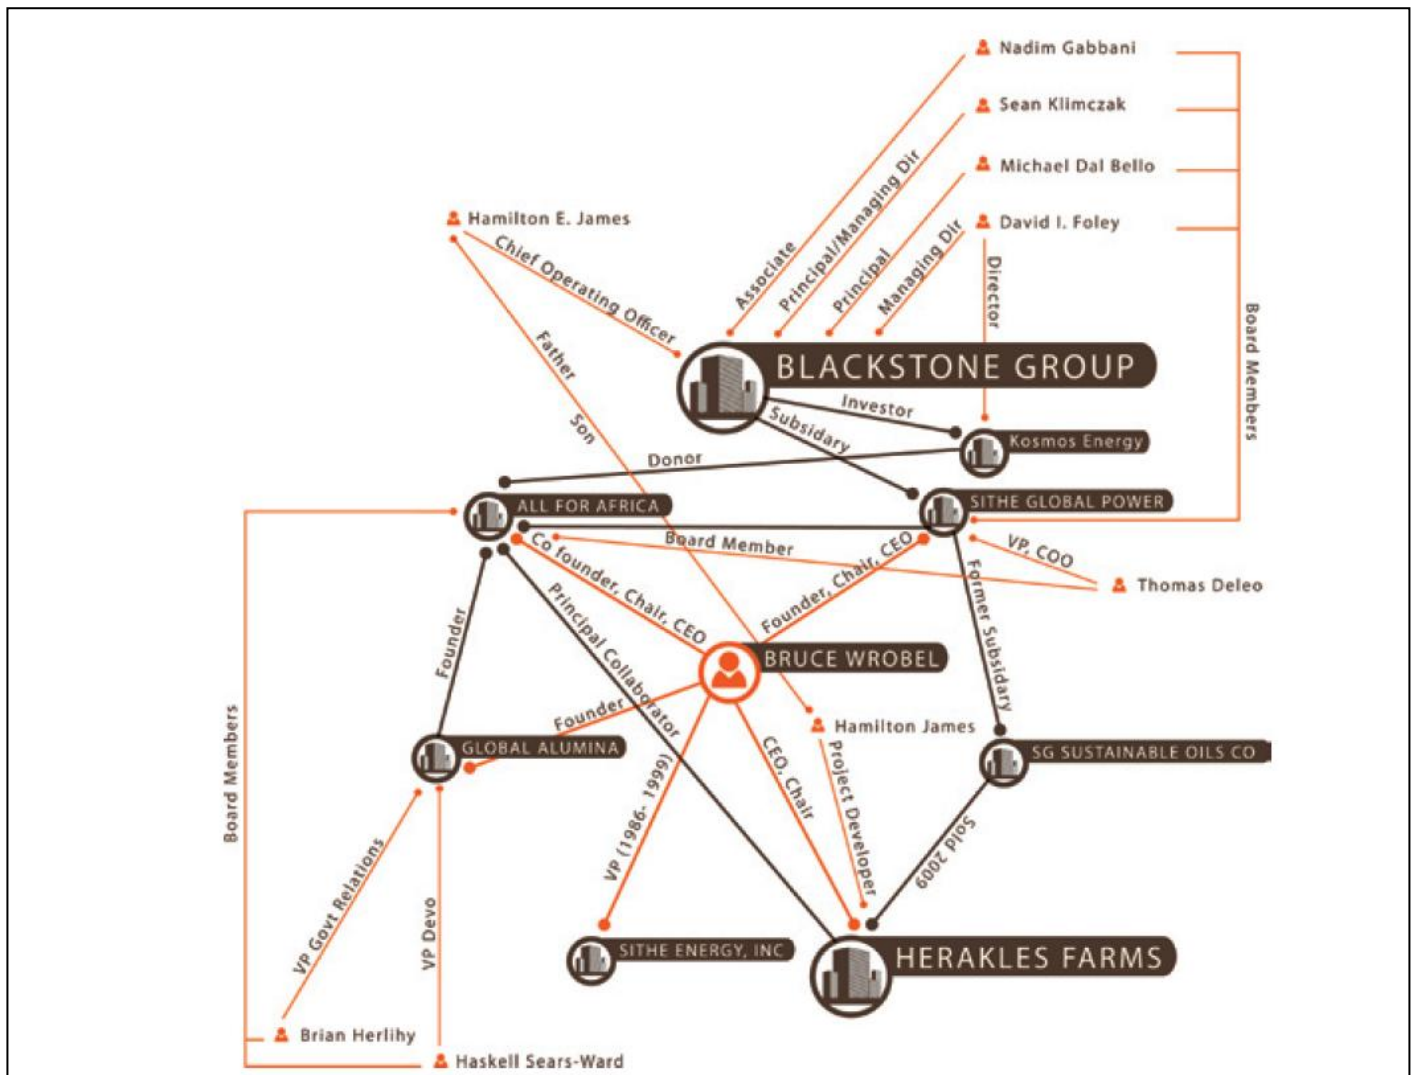 Nadim Gabbani
Sean Klimczak
Michael Dal Bello
David I. Foley
Hamilton E. James
Chief Operating Officer
Associate
Principal/Managing Dir
Principal
Managing Dir
Director
Board Members
Father
Son
BLACKSTONE GROUP
Investor
Subsidary
Kosmos Energy
Donor
ALL FOR AFRICA
SITHE GLOBAL POWER
Board Member
VP, COO
Thomas Deleo
Co founder, Chair, CEO
Founder, Chair, CEO
Former Subsidary
Founder
Principal Collaborator
BRUCE WROBEL
Founder
Hamilton James
GLOBAL ALUMINA
SG SUSTAINABLE OILS CO
Board Members
VP (1986- 1999)
CEO, Chair
Project Developer
Sold 2009
VP Govt Relations
VP Devo
SITHE ENERGY, INC
HERAKLES FARMS
Brian Herlihy
Haskell Sears-Ward